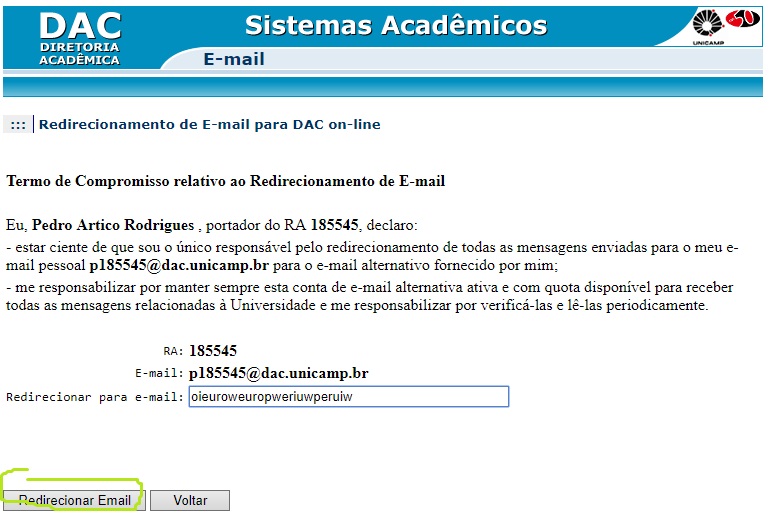 DAC
DIRETORIA
ACADÊMICA
Sistemas Acadêmicos
UNICAMP
50
E-mail
::: Redirecionamento de E-mail para DAC on-line
Termo de Compromisso relativo ao Redirecionamento de E-mail
Eu, Pedro Artico Rodrigues , portador do RA 185545, declaro:
- estar ciente de que sou o único responsável pelo redirecionamento de todas as mensagens enviadas para o meu e-
mail pessoal p185545@dac.unicamp.br para o e-mail alternativo fornecido por mim;
- me responsabilizar por manter sempre esta conta de e-mail alternativa ativa e com quota disponível para receber
todas as mensagens relacionadas à Universidade e me responsabilizar por verificá-las e lê-las periodicamente.
RA: 185545
E-mail: p185545@dac.unicamp.br
Redirecionar para e-mail: oieuroweuropweriuwperuiw
Redirecionar Email Voltar